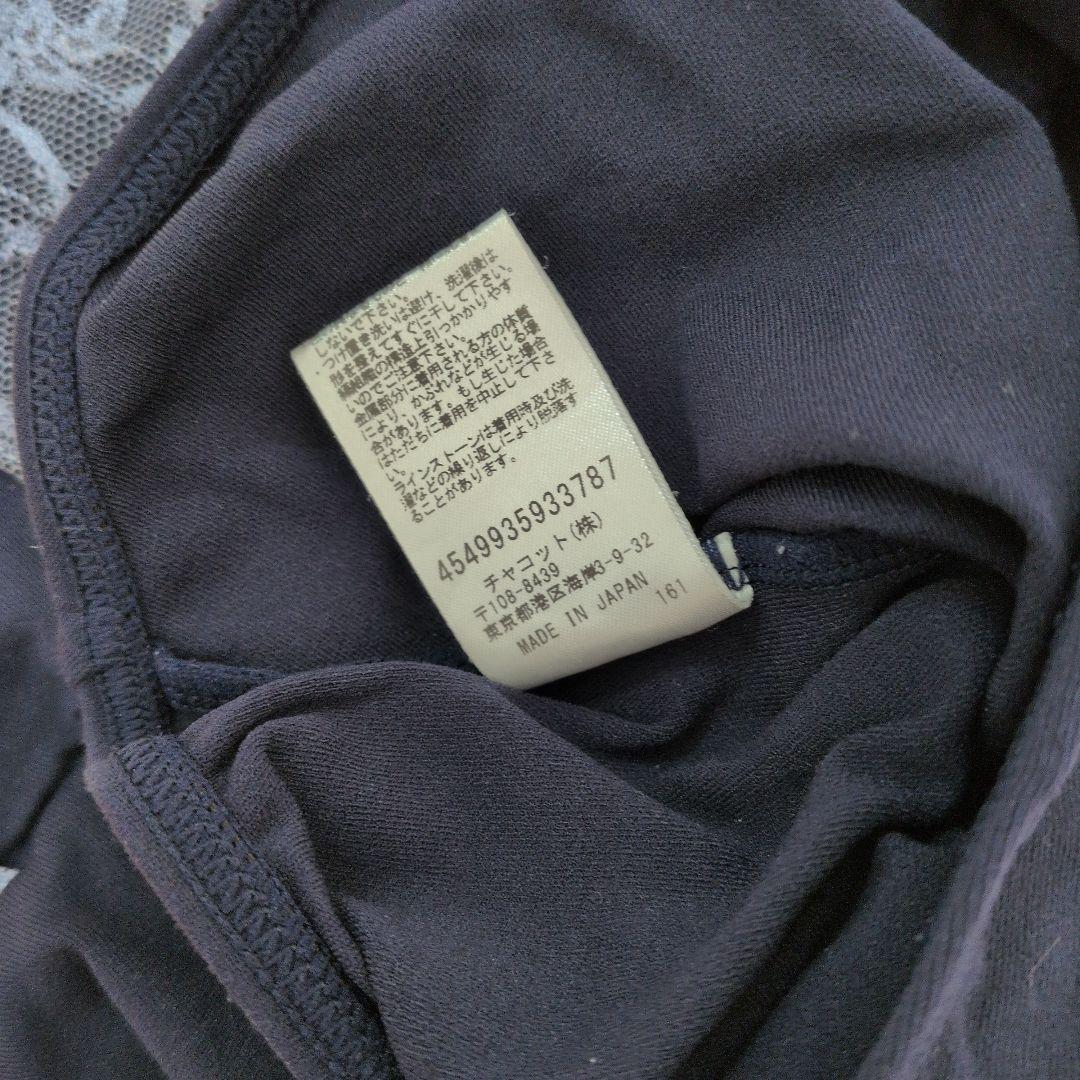 しないで下さい。
つけ置き洗いは避け、洗濯後は
形を整えてすぐに干して下さい。
繊維の構造上引っかかりやす
いのでご注意下さい。
金属部分に着用される方の体質
により、かぶれなどが生じる場
合があります。もし生じた場合
はただちに着用を中止して下さ
い。
ラインストーンは着用時及び洗
濯などの繰り返しにより脱落す
ることがあります。
4549935933787
チャコット(株)
〒108-8439
東京都港区海岸3-9-32
MADE IN JAPAN 161